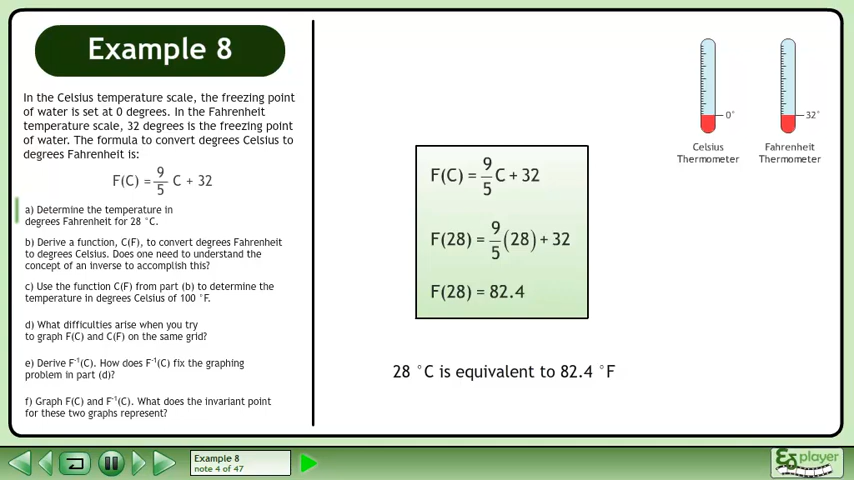 Example 8
In the Celsius temperature scale, the freezing point
of water is set at 0 degrees. In the Fahrenheit
temperature scale, 32 degrees is the freezing point
of water. The formula to convert degrees Celsius to
degrees Fahrenheit is:
F(C) = 9/5 C + 32
a) Determine the temperature in
degrees Fahrenheit for 28 °C.
b) Derive a function, C(F), to convert degrees Fahrenheit
to degrees Celsius. Does one need to understand the
concept of an inverse to accomplish this?
c) Use the function C(F) from part (b) to determine the
temperature in degrees Celsius of 100 °F.
d) What difficulties arise when you try
to graph F(C) and C(F) on the same grid?
e) Derive F⁻¹(C). How does F⁻¹(C) fix the graphing
problem in part (d)?
f) Graph F(C) and F⁻¹(C). What does the invariant point
for these two graphs represent?
F(C) = 9/5 C + 32
F(28) = 9/5 (28) + 32
F(28) = 82.4
28 °C is equivalent to 82.4 °F
0°
32°
Celsius
Thermometer
Fahrenheit
Thermometer
Example 8
note 4 of 47
player